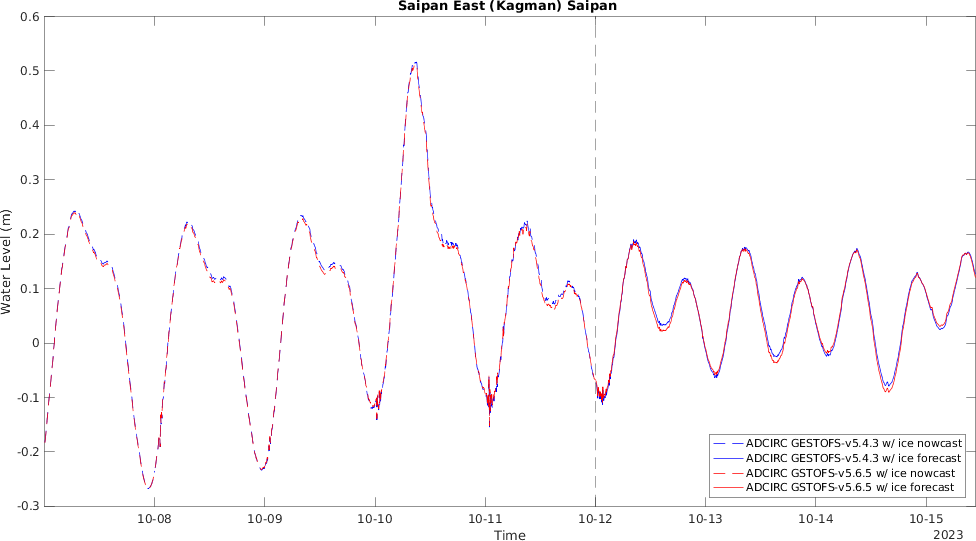 Saipan East (Kagman) Saipan
0.6
0.5
0.4
0.3
0.2
0.1
0
-0.1
-0.2
-0.3
Water Level (m)
ADCIRC GESTOFS-v5.4.3 w/ ice nowcast
ADCIRC GESTOFS-v5.4.3 w/ ice forecast
ADCIRC GSTOFS-v5.6.5 w/ ice nowcast
ADCIRC GSTOFS-v5.6.5 w/ ice forecast
10-08 10-09 10-10 10-11 10-12 10-13 10-14 10-15
Time
2023